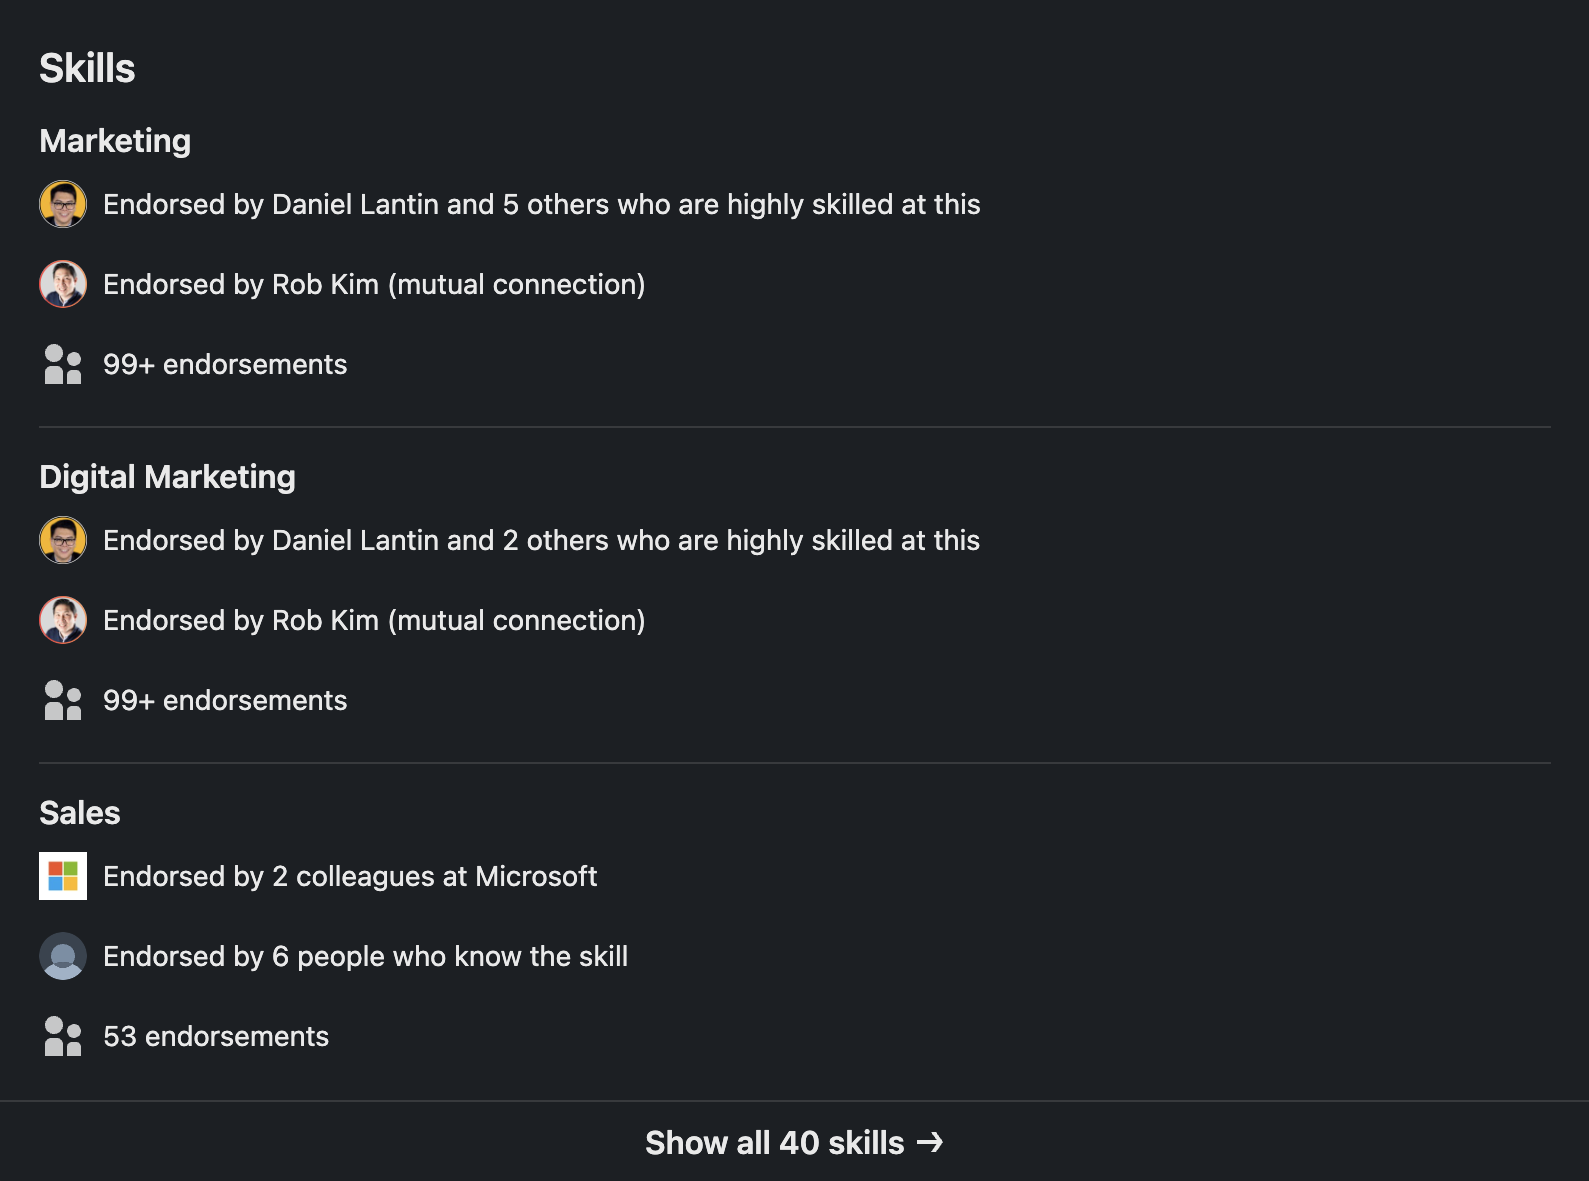 Skills
Marketing
Endorsed by Daniel Lantin and 5 others who are highly skilled at this
Endorsed by Rob Kim (mutual connection)
99+ endorsements
Digital Marketing
Endorsed by Daniel Lantin and 2 others who are highly skilled at this
Endorsed by Rob Kim (mutual connection)
99+ endorsements
Sales
Endorsed by 2 colleagues at Microsoft
Endorsed by 6 people who know the skill
53 endorsements
Show all 40 skills →